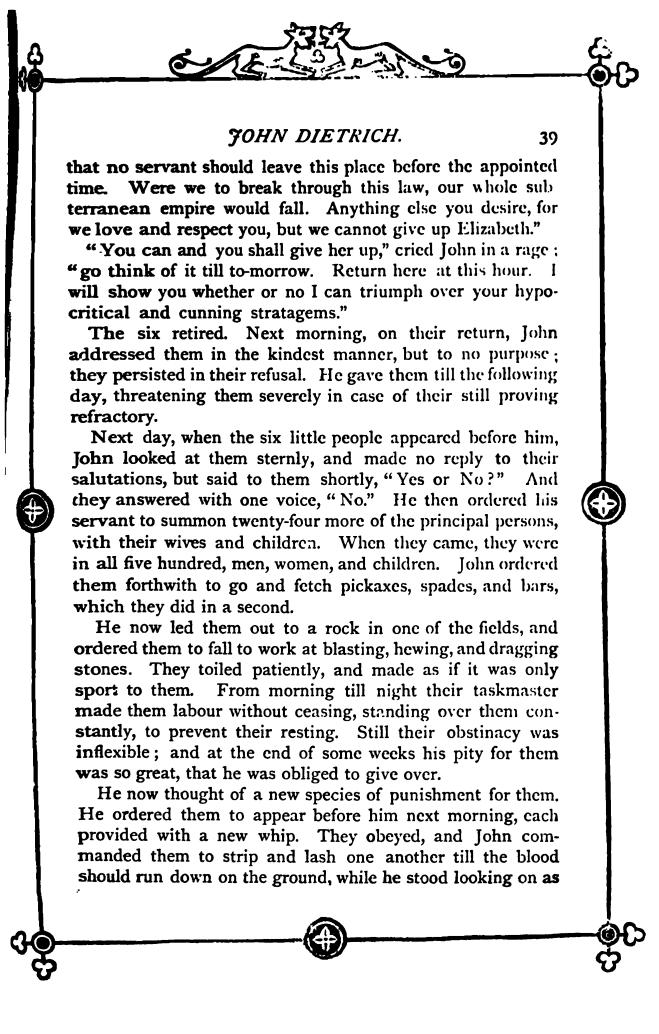 JOHN DIETRICH. 39
that no servant should leave this place before the appointed
time. Were we to break through this law, our whole sub
terranean empire would fall. Anything else you desire, for
we love and respect you, but we cannot give up Elizabeth."
"You can and you shall give her up," cried John in a rage;
"go think of it till to-morrow. Return here at this hour. I
will show you whether or no I can triumph over your hypo-
critical and cunning stratagems."
The six retired. Next morning, on their return, John
addressed them in the kindest manner, but to no purpose;
they persisted in their refusal. He gave them till the following
day, threatening them severely in case of their still proving
refractory.
Next day, when the six little people appeared before him,
John looked at them sternly, and made no reply to their
salutations, but said to them shortly, "Yes or No?" And
they answered with one voice, "No." He then ordered his
servant to summon twenty-four more of the principal persons,
with their wives and children. When they came, they were
in all five hundred, men, women, and children. John ordered
them forthwith to go and fetch pickaxes, spades, and bars,
which they did in a second.
He now led them out to a rock in one of the fields, and
ordered them to fall to work at blasting, hewing, and dragging
stones. They toiled patiently, and made as if it was only
sport to them. From morning till night their taskmaster
made them labour without ceasing, standing over them con-
stantly, to prevent their resting. Still their obstinacy was
inflexible; and at the end of some weeks his pity for them
was so great, that he was obliged to give over.
He now thought of a new species of punishment for them.
He ordered them to appear before him next morning, each
provided with a new whip. They obeyed, and John com-
manded them to strip and lash one another till the blood
should run down on the ground, while he stood looking on as